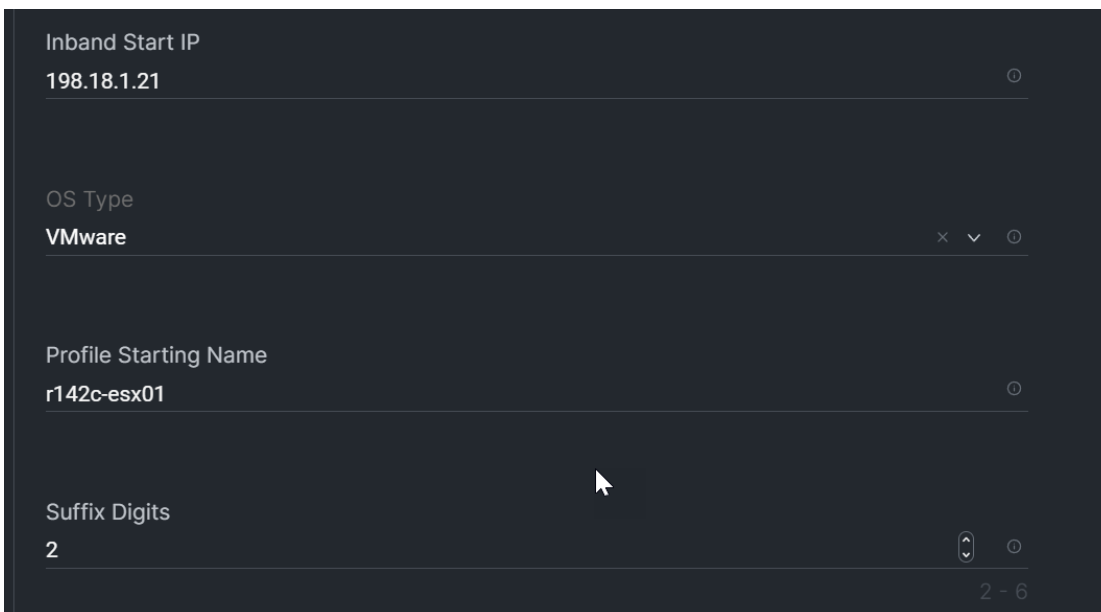 Inband Start IP
198.18.1.21
OS Type
VMware
Profile Starting Name
r142c-esx01
Suffix Digits
2
2 - 6